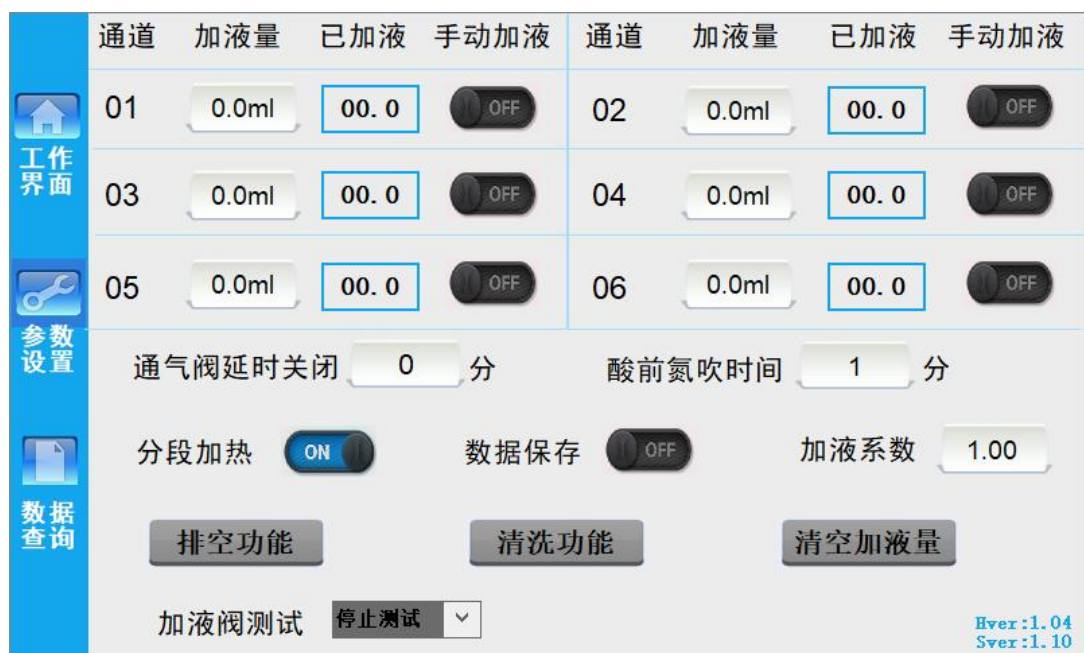 通道 加液量 已加液 手动加液 通道 加液量 已加液 手动加液
01 0.0ml 00.0 OFF 02 0.0ml 00.0 OFF
工作
界面
03 0.0ml 00.0 OFF 04 0.0ml 00.0 OFF
05 0.0ml 00.0 OFF 06 0.0ml 00.0 OFF
参数
设置
通气阀延时关闭 0 分 酸前氮吹时间 1 分
分段加热 ON 数据保存 OFF 加液系数 1.00
数据
查询
排空功能 清洗功能 清空加液量
加液阀测试 停止测试
Hver:1.04
Sver:1.10